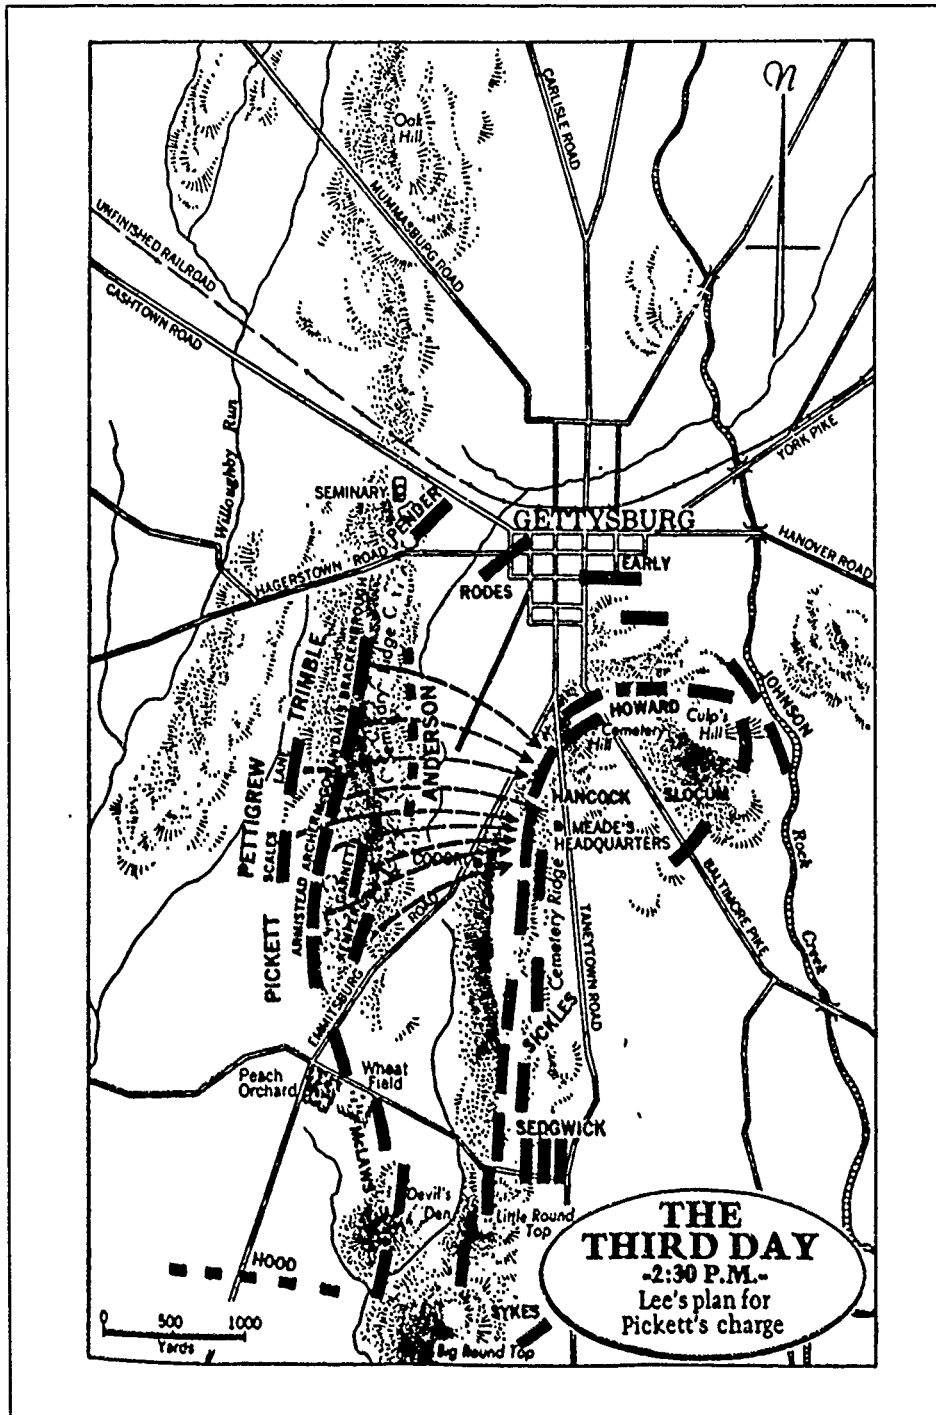 N
Oak
Hill
CARLISLE ROAD
MUMMASBURG ROAD
UNFINISHED RAILROAD
CASHTOWN ROAD
Willoughby Run
YORK PIKE
SEMINARY
PENDER
GETTYSBURG
HANOVER ROAD
HAGERSTOWN ROAD
RODES
EARLY
TRIMBLE
ANDERSON
JOHNSON
HOWARD
Culp's
Hill
Cemetery
Hill
LANE
PETTIGREW
SCALES
HANCOCK
SLOCUM
MEADE'S
HEADQUARTERS
Rock
Creek
ARMISTEAD
GARNETT
PICKETT
Cemetery Ridge
TANEYTOWN ROAD
BALTIMORE PIKE
EMMITSBURG
ROAD
SICKLES
Peach
Orchard
Wheat
Field
SEDGWICK
McLAWS
Devil's
Den
Little Round
Top
HOOD
SYKES
Big Round Top
0 500 1000
Yards
THE
THIRD DAY
-2:30 P.M.-
Lee's plan for
Pickett's charge